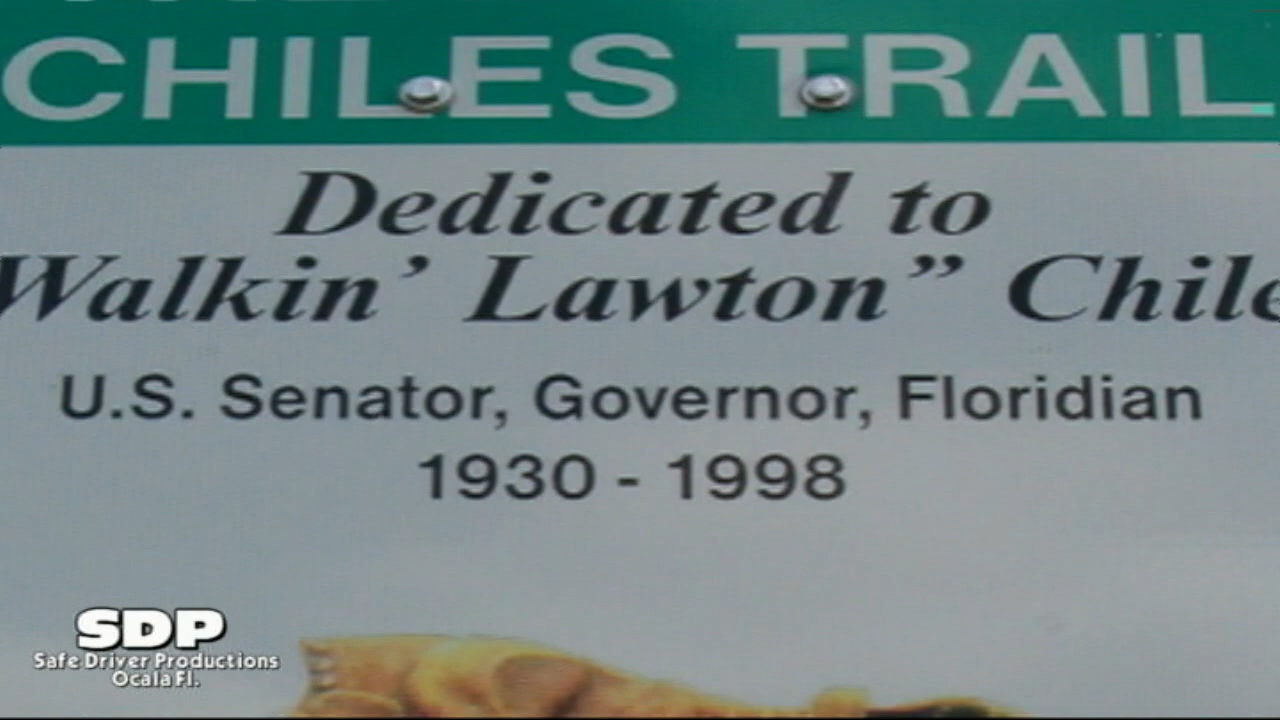 CHILES TRAIL
Dedicated to
Walkin' Lawton" Chile
U.S. Senator, Governor, Floridian
1930 - 1998
SDP
Safe Driver Productions
Ocala Fl.